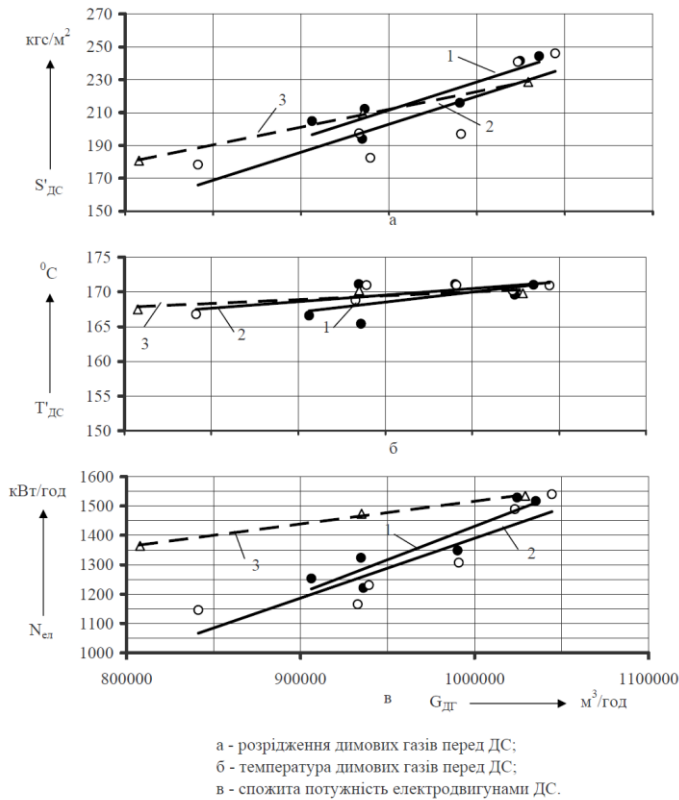 кгс/м²
270
250
230
210
190
170
150
S'ДС
1
2
3
а
⁰С
175
170
165
160
155
150
T'ДС
1
2
3
б
кВт/год
1600
1500
1400
1300
1200
1100
1000
Nел
1
2
3
800000
900000
1000000
1100000
в
GДГ
м³/год
а - розрідження димових газів перед ДС;
б - температура димових газів перед ДС;
в - спожита потужність електродвигунами ДС.